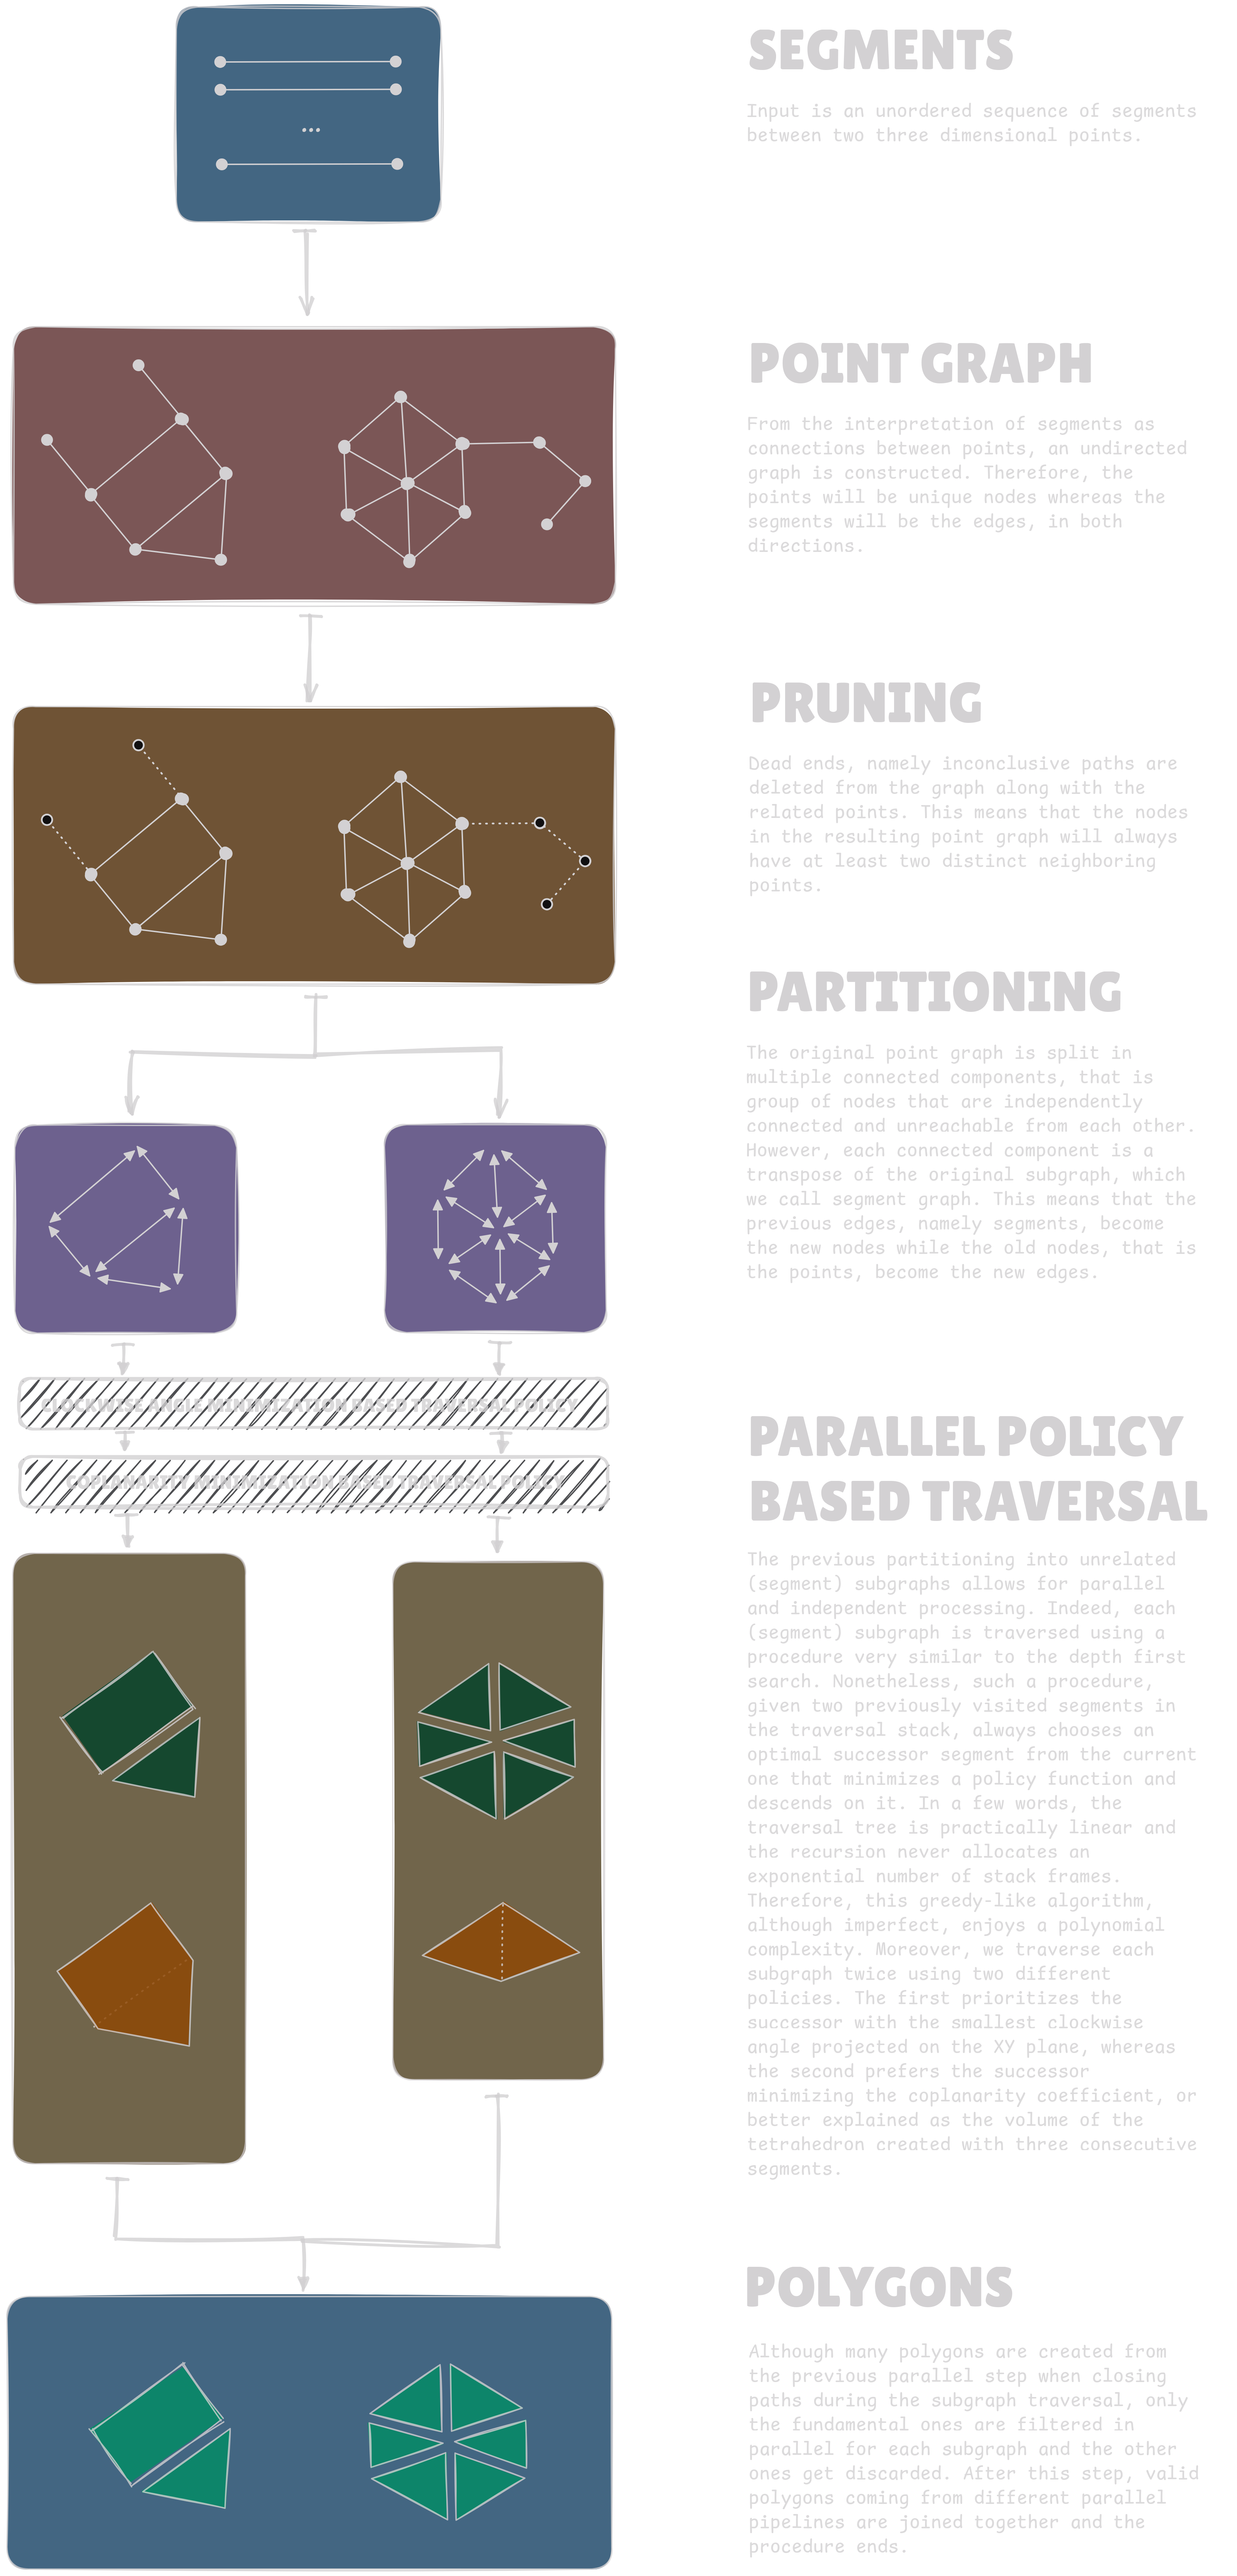 SEGMENTS
Input is an unordered sequence of segments
between two three dimensional points.
...
POINT GRAPH
From the interpretation of segments as
connections between points, an undirected
graph is constructed. Therefore, the
points will be unique nodes whereas the
segments will be the edges, in both
directions.
PRUNING
Dead ends, namely inconclusive paths are
deleted from the graph along with the
related points. This means that the nodes
in the resulting point graph will always
have at least two distinct neighboring
points.
PARTITIONING
The original point graph is split in
multiple connected components, that is
group of nodes that are independently
connected and unreachable from each other.
However, each connected component is a
transpose of the original subgraph, which
we call segment graph. This means that the
previous edges, namely segments, become
the new nodes while the old nodes, that is
the points, become the new edges.
CLOCKWISE ANGLE MINIMIZATION BASED TRAVERSAL POLICY
COPLANARITY MINIMIZATION BASED TRAVERSAL POLICY
PARALLEL POLICY
BASED TRAVERSAL
The previous partitioning into unrelated
(segment) subgraphs allows for parallel
and independent processing. Indeed, each
(segment) subgraph is traversed using a
procedure very similar to the depth first
search. Nonetheless, such a procedure,
given two previously visited segments in
the traversal stack, always chooses an
optimal successor segment from the current
one that minimizes a policy function and
descends on it. In a few words, the
traversal tree is practically linear and
the recursion never allocates an
exponential number of stack frames.
Therefore, this greedy-like algorithm,
although imperfect, enjoys a polynomial
complexity. Moreover, we traverse each
subgraph twice using two different
policies. The first prioritizes the
successor with the smallest clockwise
angle projected on the XY plane, whereas
the second prefers the successor
minimizing the coplanarity coefficient, or
better explained as the volume of the
tetrahedron created with three consecutive
segments.
POLYGONS
Although many polygons are created from
the previous parallel step when closing
paths during the subgraph traversal, only
the fundamental ones are filtered in
parallel for each subgraph and the other
ones get discarded. After this step, valid
polygons coming from different parallel
pipelines are joined together and the
procedure ends.